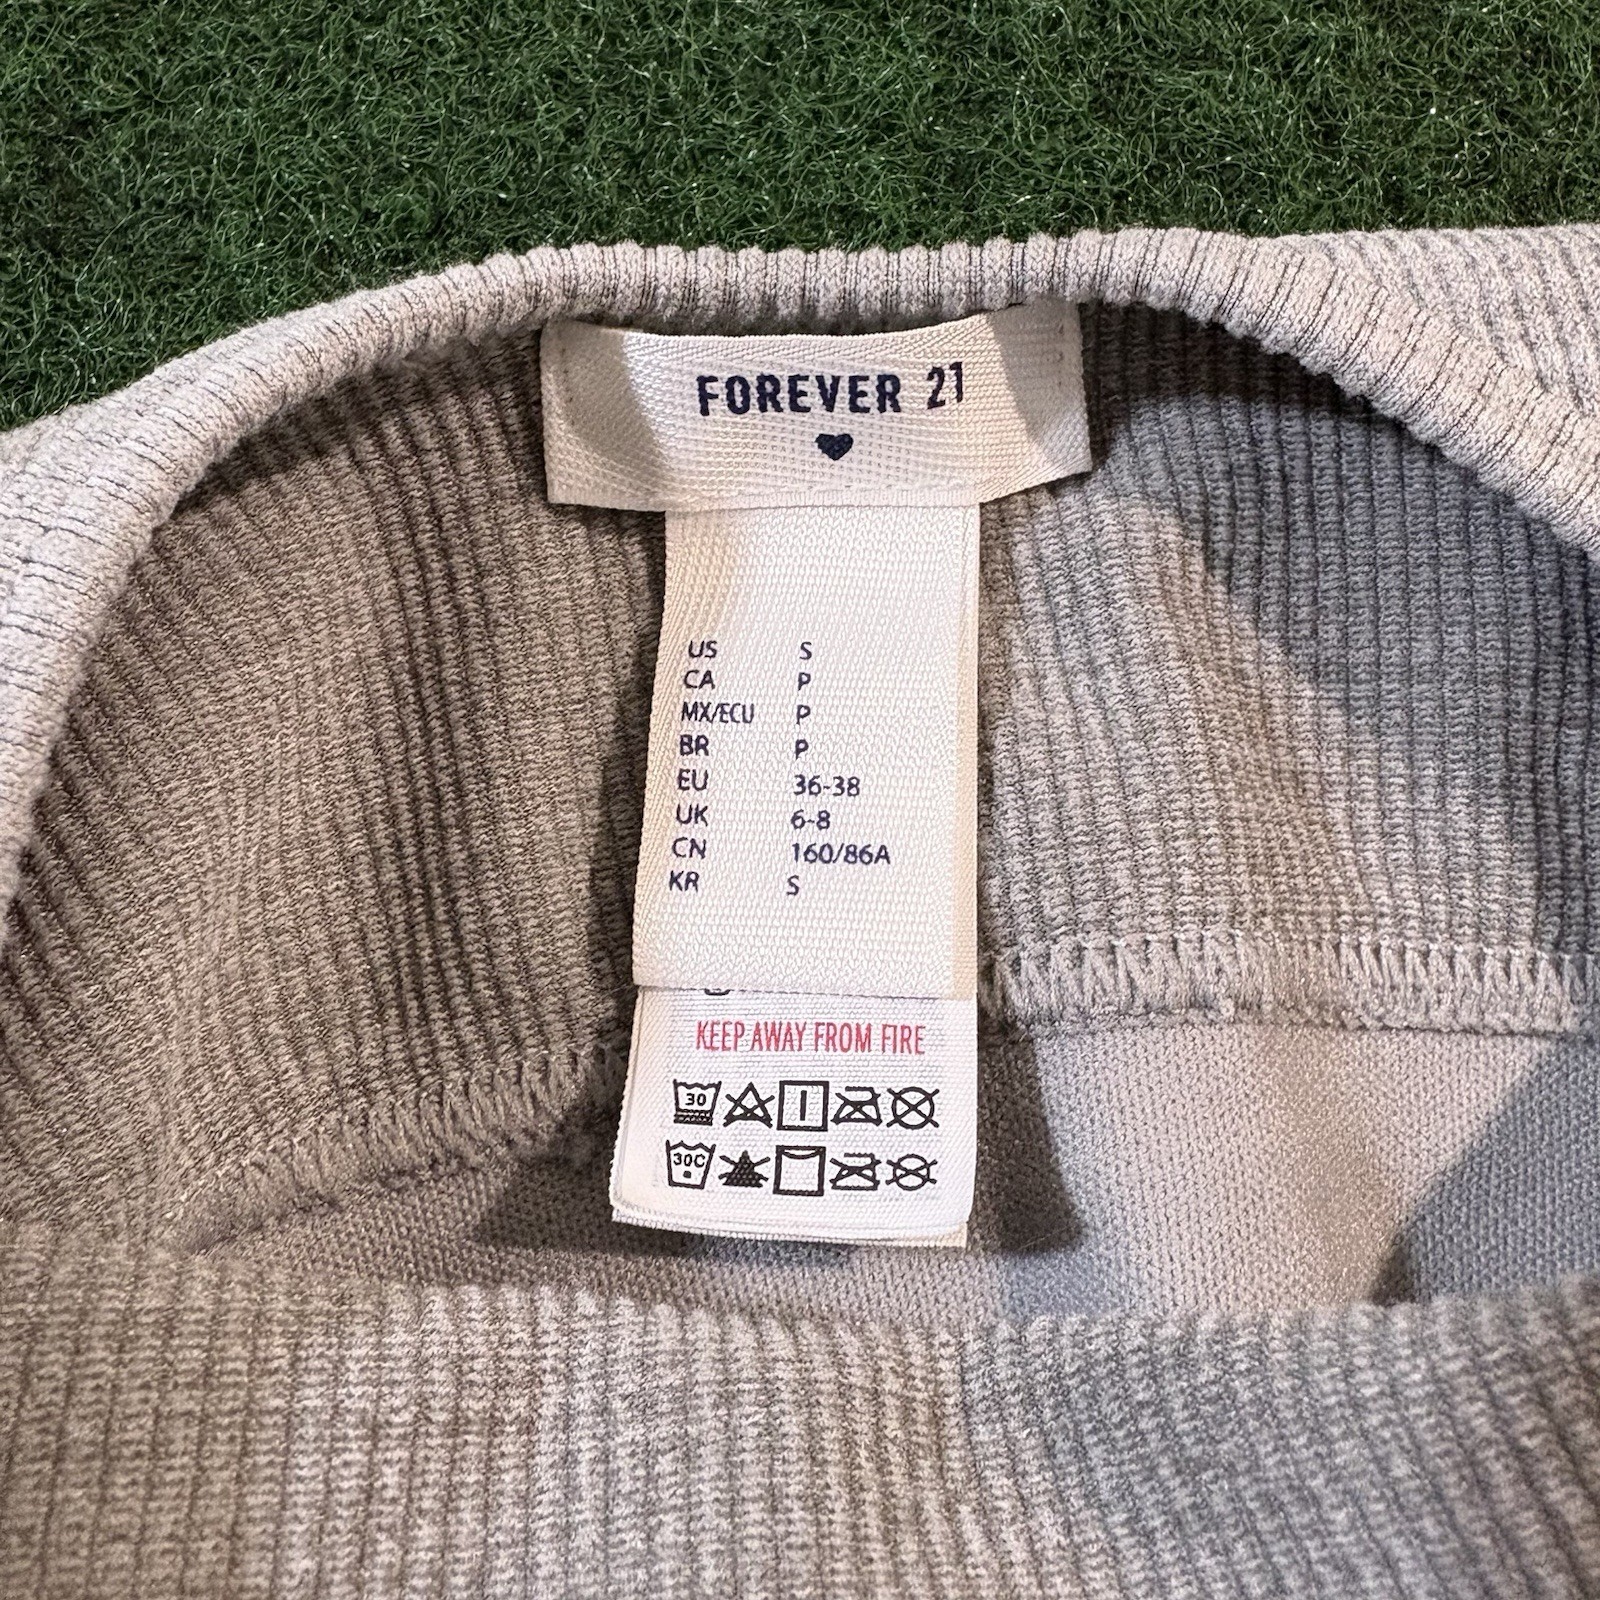 FOREVER 21
US S
CA P
MX/ECU P
BR P
EU 36-38
UK 6-8
CN 160/86A
KR S
KEEP AWAY FROM FIRE
30
30C